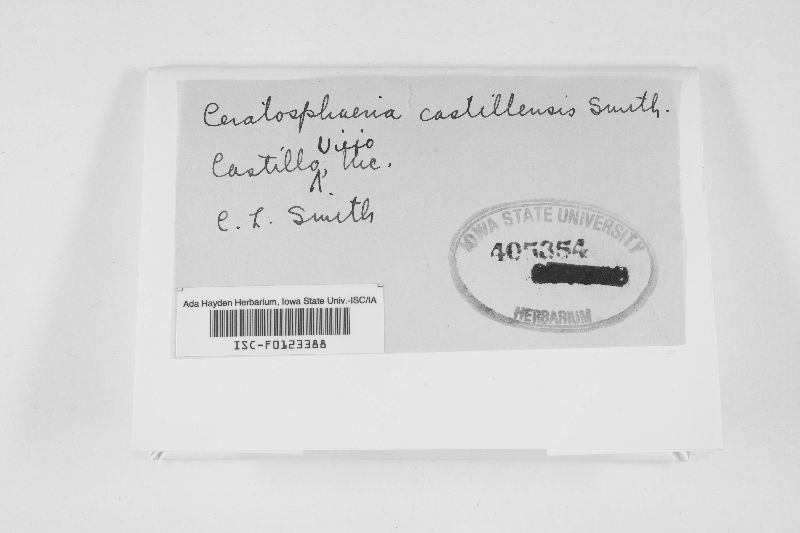 Ceratosphaeria castillensis Smith.
Castillo Viejo, Nic.
C. L. Smith
IOWA STATE UNIVERSITY
405354
HERBARIUM
Ada Hayden Herbarium, Iowa State Univ.-ISC/IA
ISC-F0123388